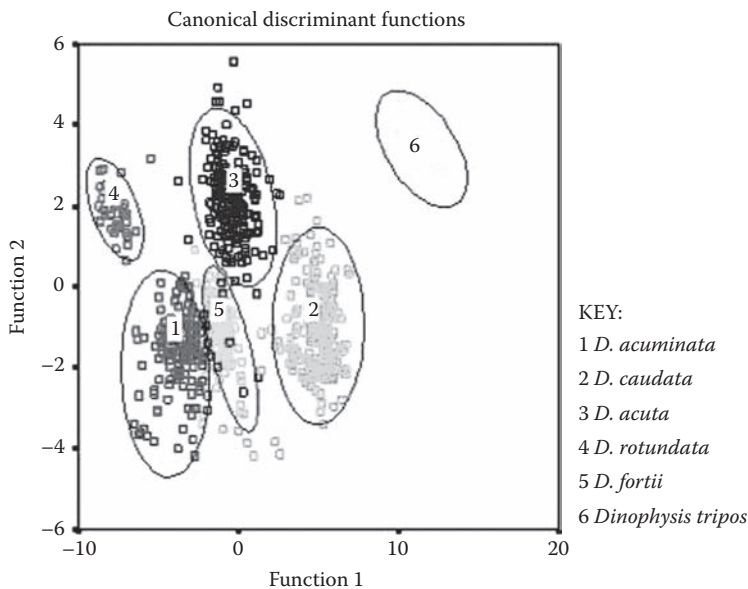 Canonical discriminant functions
6
4
2
0
−2
−4
−6
Function 2
−10
0
10
20
Function 1
1
2
3
4
5
6
KEY:
1 D. acuminata
2 D. caudata
3 D. acuta
4 D. rotundata
5 D. fortii
6 Dinophysis tripos